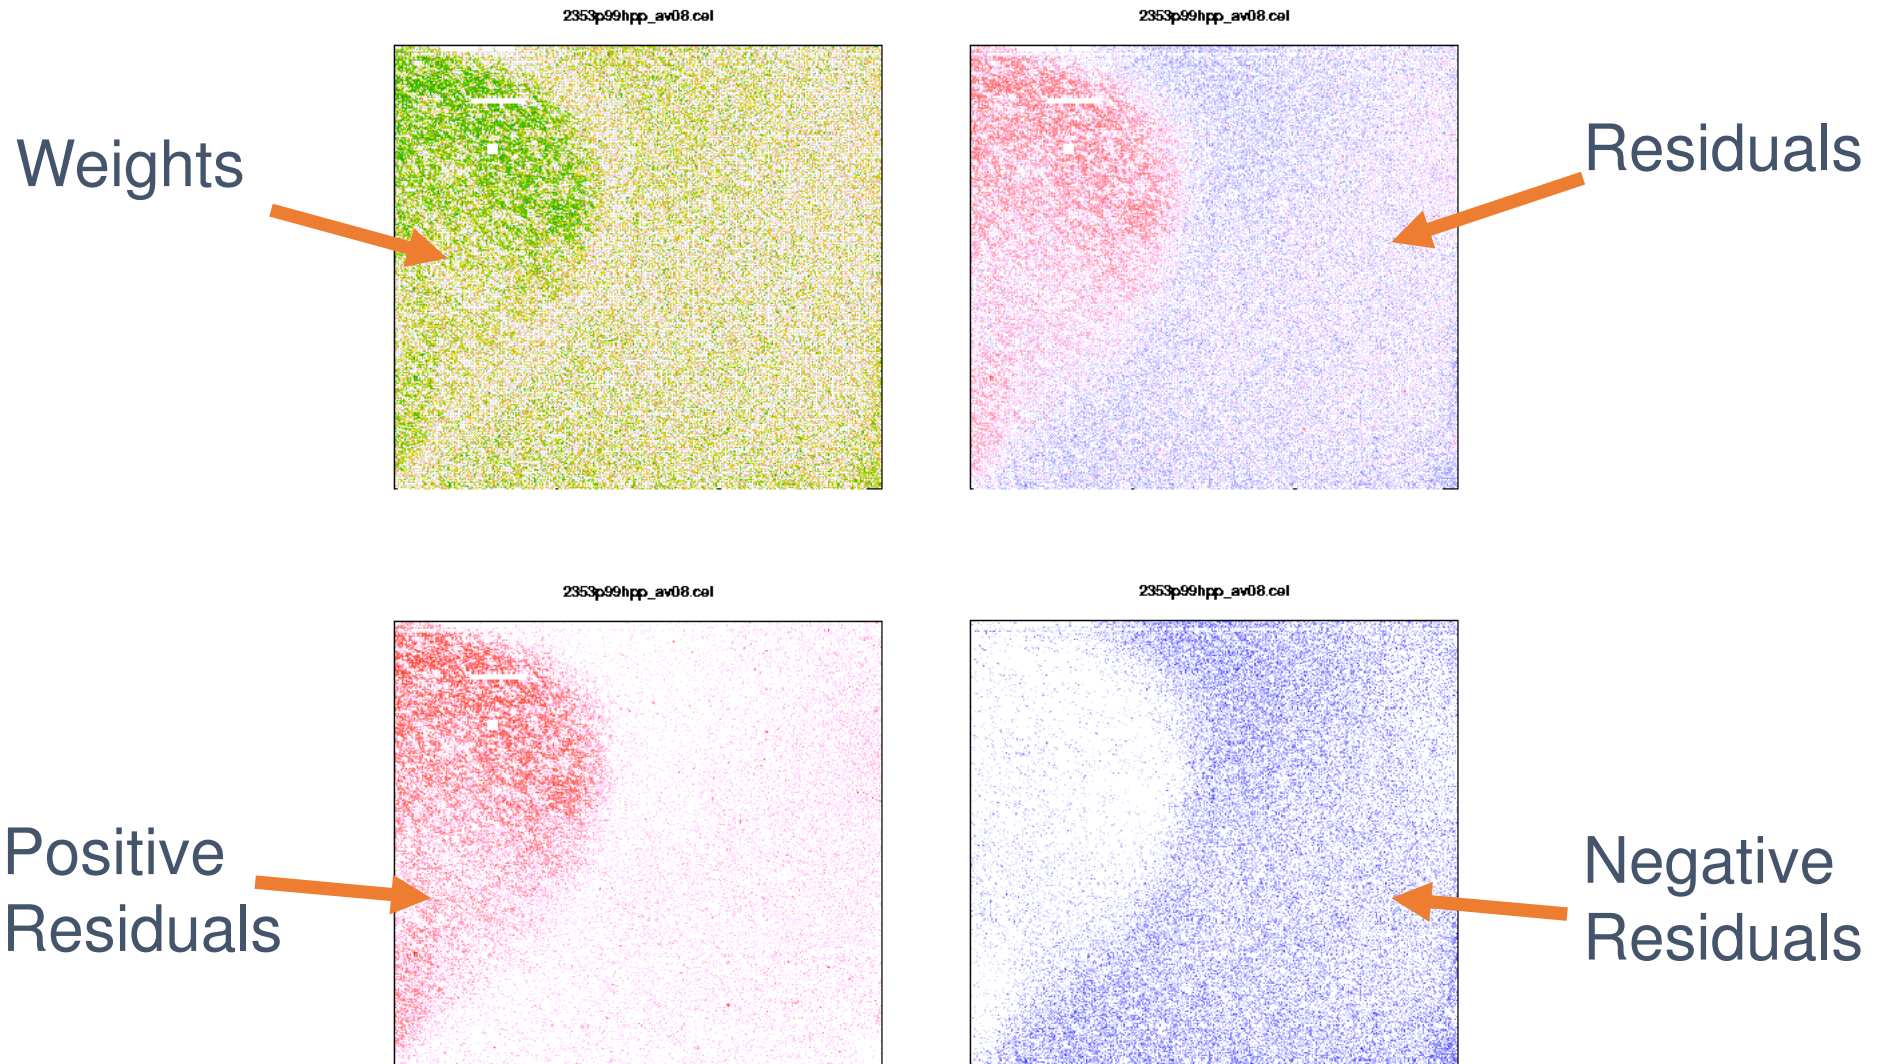 2353p99hpp_av08.cel
2353p99hpp_av08.cel
Weights
Residuals
2353p99hpp_av08.cel
2353p99hpp_av08.cel
Positive
Residuals
Negative
Residuals